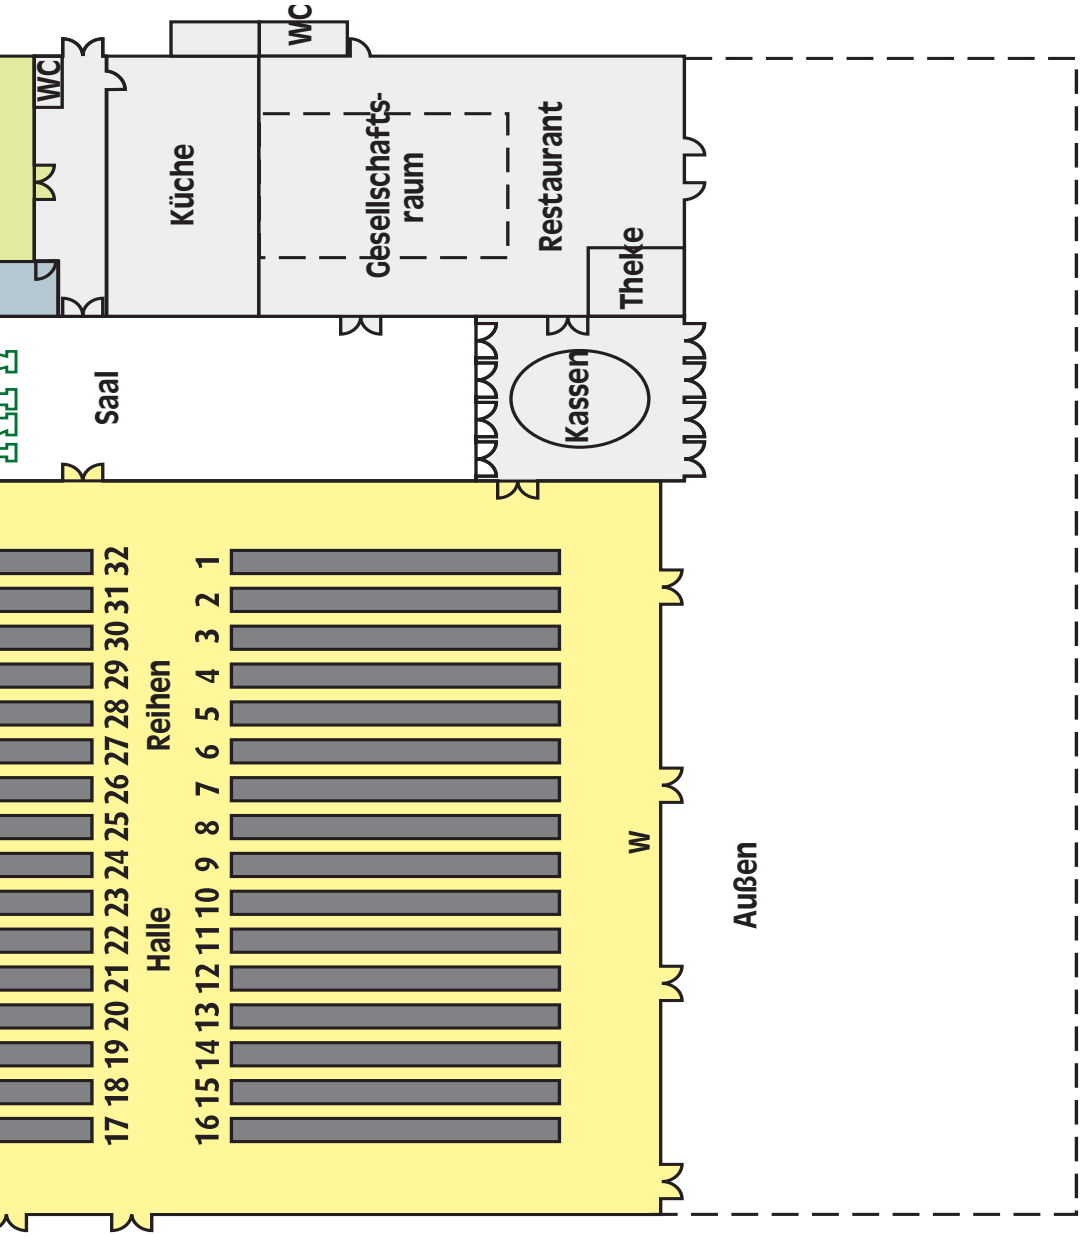 WC
WC
Küche
Gesellschafts-
raum
Restaurant
Theke
Saal
Kassen
32 1
31 2
30 3
29 4
28 5
27 6
26 7
25 8
24 9
23 10
22 11
21 12
20 13
19 14
18 15
17 16
Reihen
Halle
W
Außen